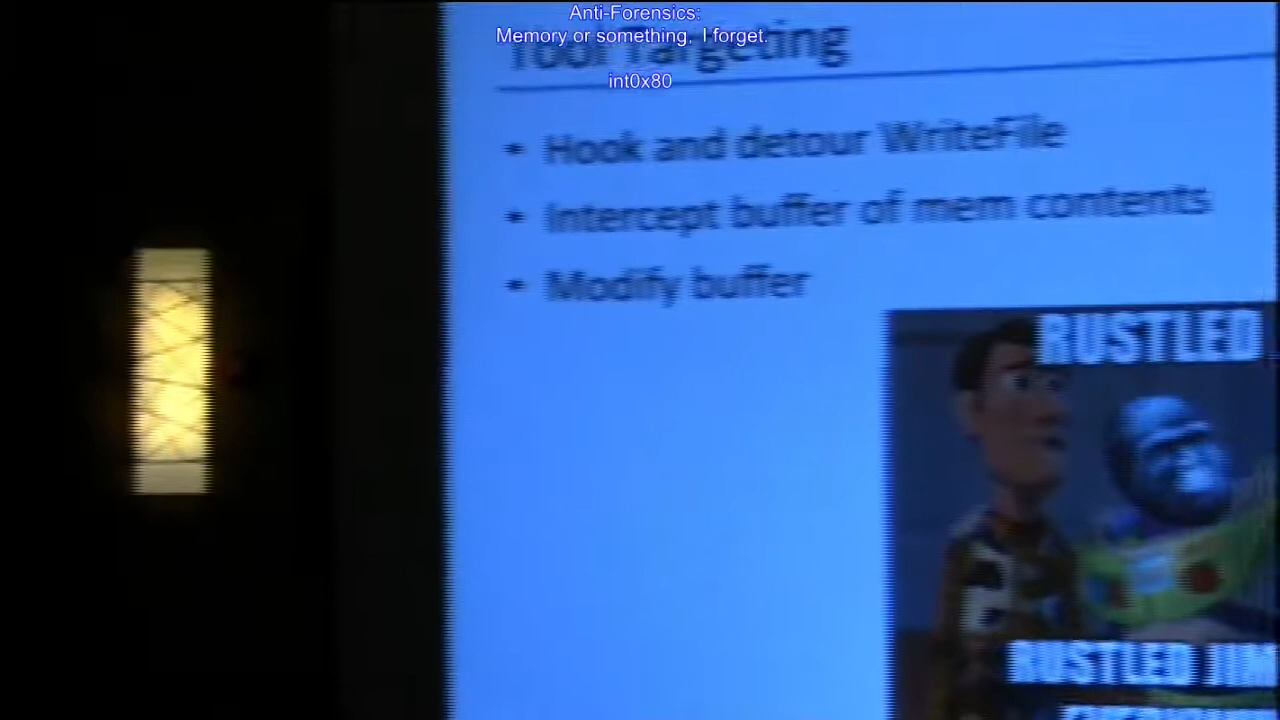 Anti-Forensics:
Memory or something, I forget.
int0x80
Tool Targeting
• Hook and detour WriteFile
• Intercept buffer of mem contents
• Modify buffer
RUSTLED
RUSTLED JIM